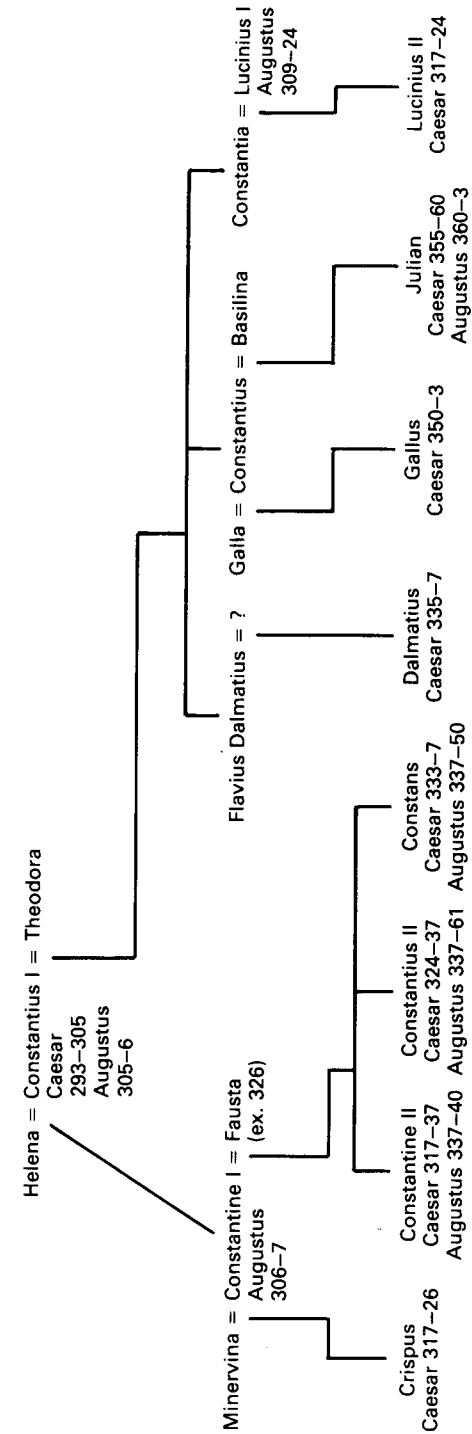 Helena = Constantius I = Theodora
Caesar
293–305
Augustus
305–6
Minervina = Constantine I = Fausta
Augustus
306–7
(ex. 326)
Flavius Dalmatius = ?
Galla = Constantius = Basilina
Constantia = Lucinius I
Augustus
309–24
Crispus
Caesar 317–26
Constantine II
Caesar 317–37
Augustus 337–40
Constantius II
Caesar 324–37
Augustus 337–61
Constans
Caesar 333–7
Augustus 337–50
Dalmatius
Caesar 335–7
Gallus
Caesar 350–3
Julian
Caesar 355–60
Augustus 360–3
Lucinius II
Caesar 317–24